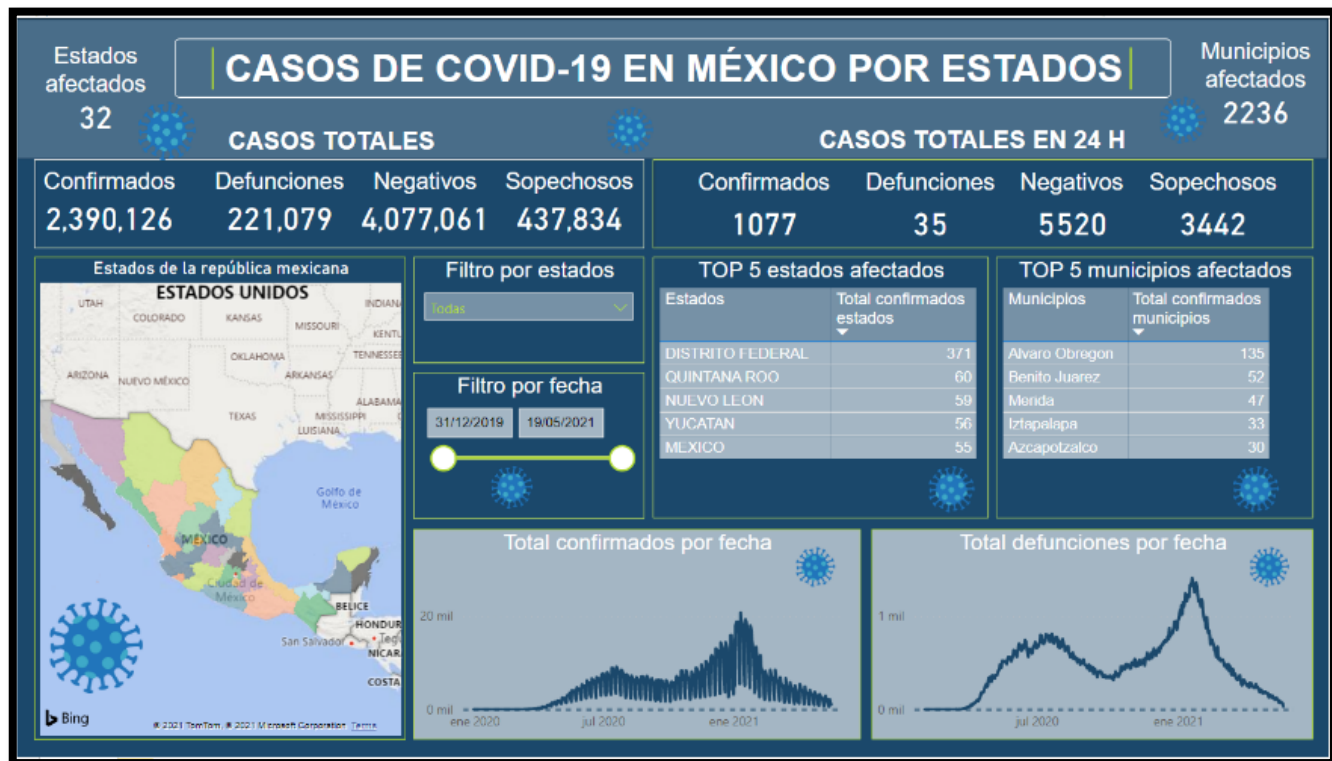 Estados
afectados
32
CASOS DE COVID-19 EN MÉXICO POR ESTADOS
Municipios
afectados
2236
CASOS TOTALES
CASOS TOTALES EN 24 H
Confirmados Defunciones Negativos Sopechosos
2,390,126 221,079 4,077,061 437,834
Confirmados Defunciones Negativos Sopechosos
1077 35 5520 3442
Estados de la república mexicana
ESTADOS UNIDOS
UTAH
COLORADO
KANSAS
MISSOURI
INDIAN
KENTU
OKLAHOMA
TENNESSEE
ARIZONA
NUEVO MÉXICO
ARKANSAS
ALABAMA
TEXAS
MISSISSIPPI
LUISIANA
Golfo de
México
MÉXICO
Ciudad de
México
BELICE
HONDUR
San Salvador
Tegu
NICAR
COSTA
Bing
© 2021 TomTom, © 2021 Microsoft Corporation Terms
Filtro por estados
Todas
Filtro por fecha
31/12/2019 19/05/2021
TOP 5 estados afectados
Estados Total confirmados
estados
DISTRITO FEDERAL 371
QUINTANA ROO 60
NUEVO LEON 59
YUCATAN 56
MEXICO 55
TOP 5 municipios afectados
Municipios Total confirmados
municipios
Alvaro Obregon 135
Benito Juarez 52
Merida 47
Iztapalapa 33
Azcapotzalco 30
Total confirmados por fecha
20 mil
0 mil
ene 2020 jul 2020 ene 2021
Total defunciones por fecha
1 mil
0 mil
jul 2020 ene 2021